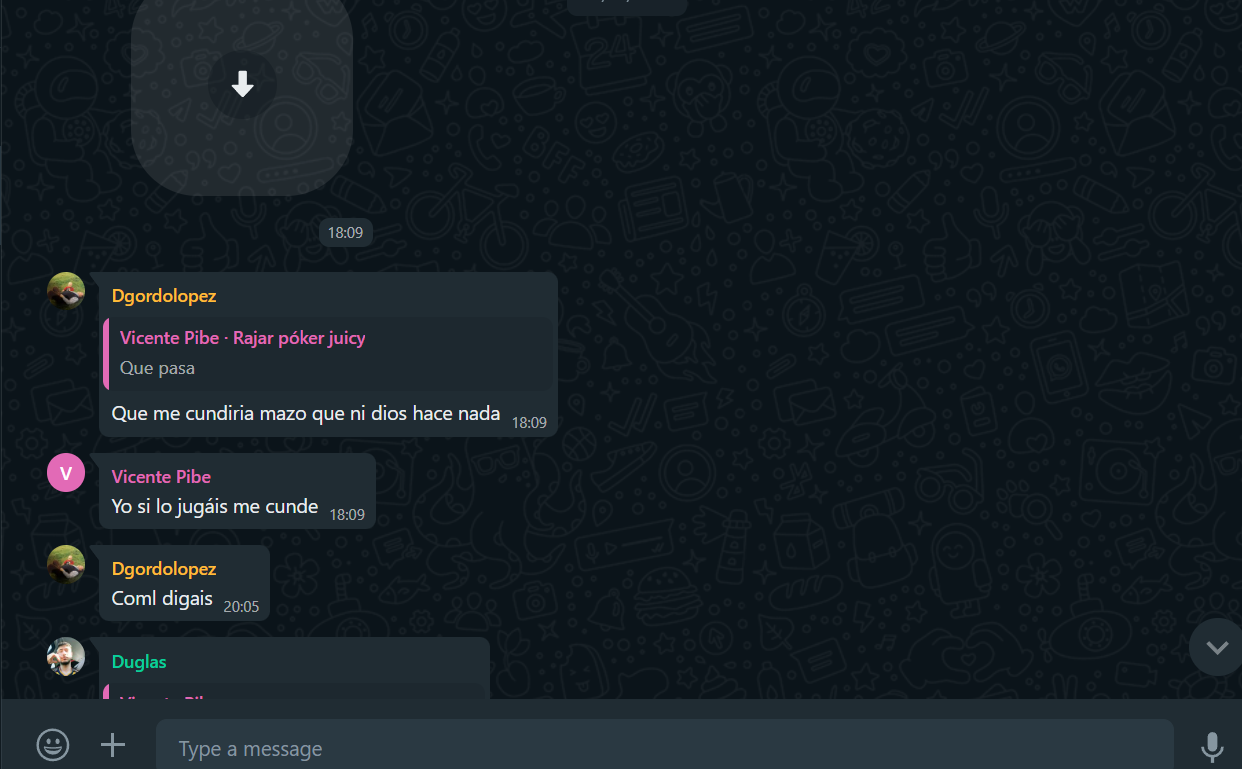 18:09
Dgordolopez
Vicente Pibe · Rajar póker juicy
Que pasa
Que me cundiria mazo que ni dios hace nada 18:09
V
Vicente Pibe
Yo si lo jugáis me cunde 18:09
Dgordolopez
Coml digais 20:05
Duglas
Vicente Pibe
Type a message